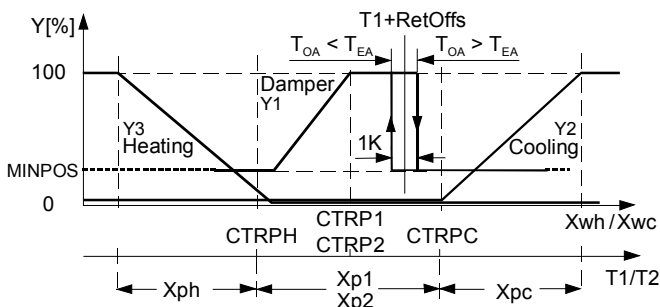 T1+RetOffs
Y[%]
T_OA < T_EA
T_OA > T_EA
100
Damper
Y1
Y3
Heating
1K
Y2
Cooling
MINPOS
0
CTRP1
CTRP2
Xwh/Xwc
CTRPH
CTRPC
T1/T2
Xph
Xp1
Xp2
Xpc